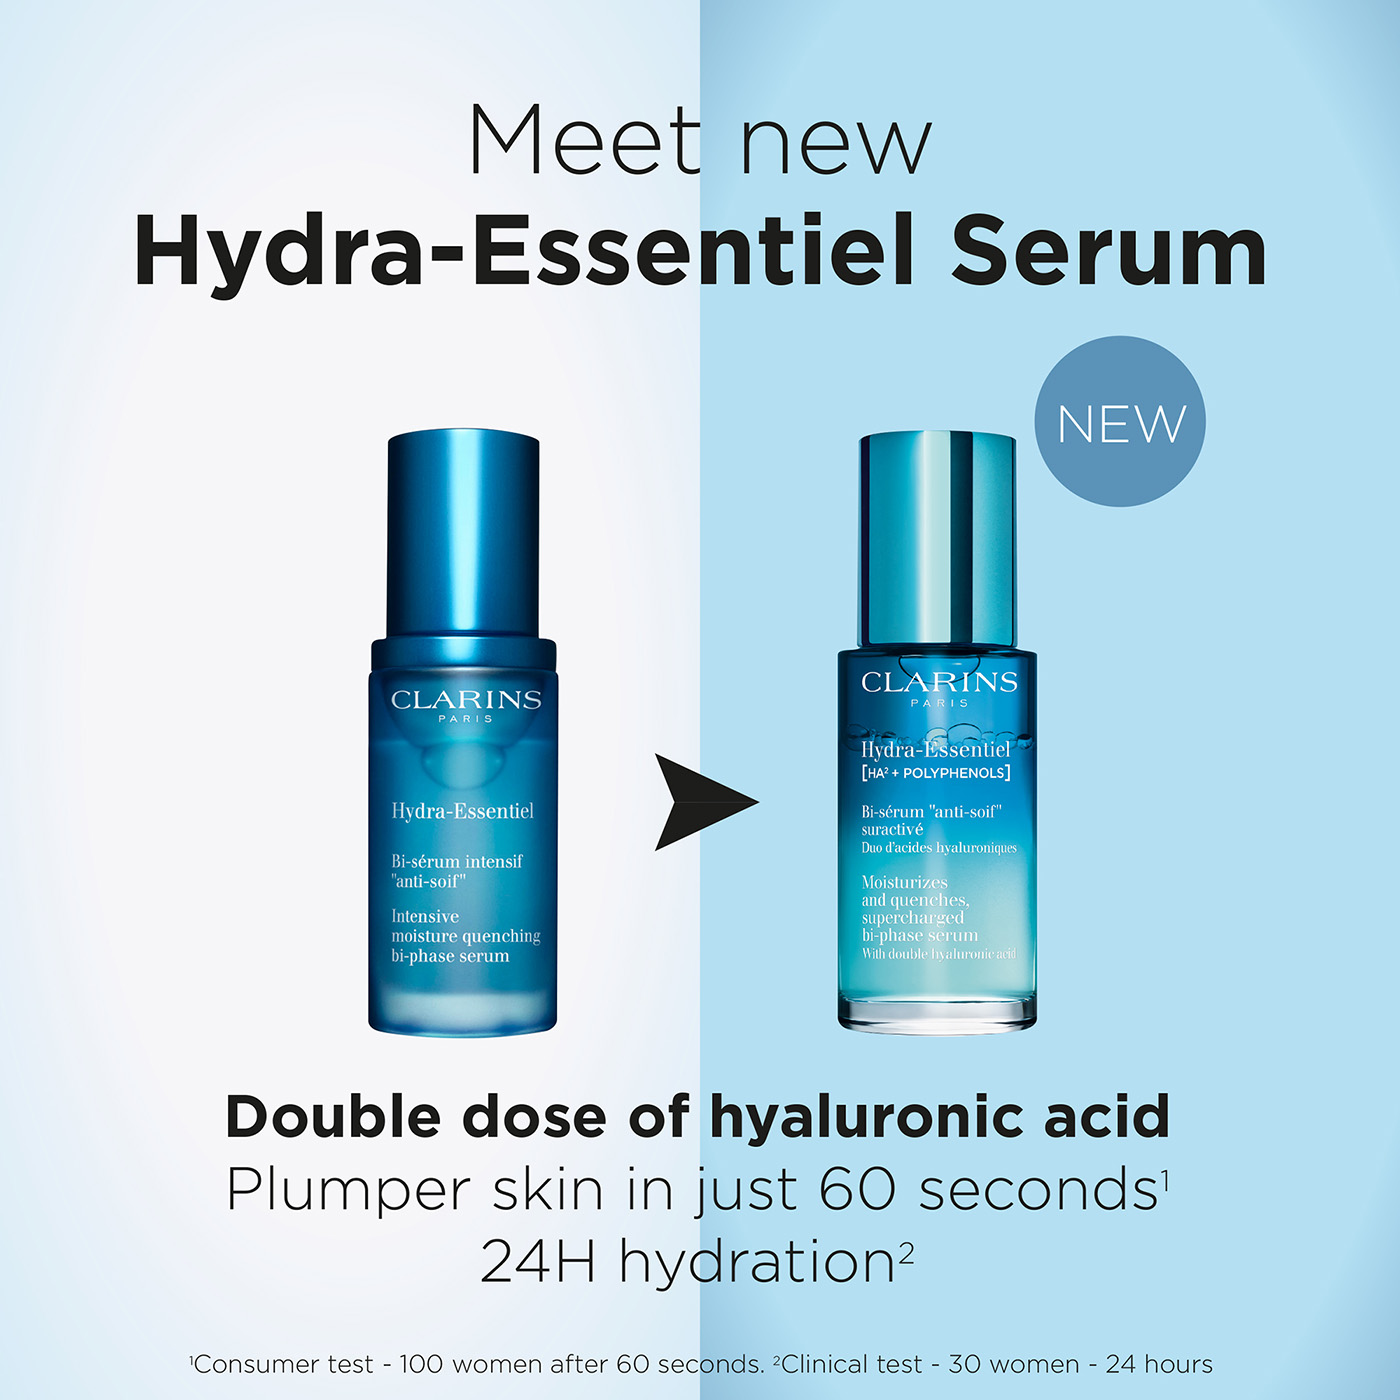 Meet new
Hydra-Essentiel Serum
NEW
CLARINS
PARIS
Hydra-Essentiel
Bi-sérum intensif
"anti-soif"
Intensive
moisture quenching
bi-phase serum
CLARINS
PARIS
Hydra-Essentiel
[HA² + POLYPHENOLS]
Bi-sérum "anti-soif"
suractivé
Duo d'acides hyaluroniques
Moisturizes
and quenches,
supercharged
bi-phase serum
With double hyaluronic acid
Double dose of hyaluronic acid
Plumper skin in just 60 seconds¹
24H hydration²
¹Consumer test - 100 women after 60 seconds. ²Clinical test - 30 women - 24 hours